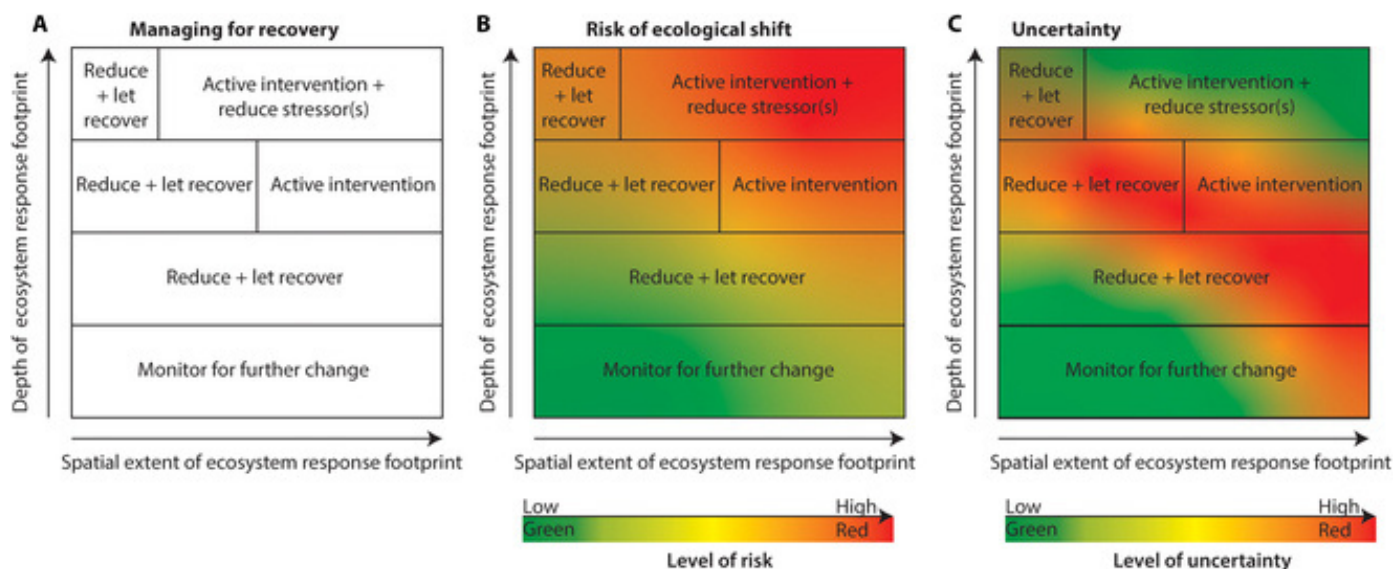 A
Managing for recovery
Depth of ecosystem response footprint
Reduce
+ let
recover
Active intervention +
reduce stressor(s)
Reduce + let recover
Active intervention
Reduce + let recover
Monitor for further change
Spatial extent of ecosystem response footprint
B
Risk of ecological shift
Depth of ecosystem response footprint
Reduce
+ let
recover
Active intervention +
reduce stressor(s)
Reduce + let recover
Active intervention
Reduce + let recover
Monitor for further change
Spatial extent of ecosystem response footprint
Low
High
Green
Red
Level of risk
C
Uncertainty
Depth of ecosystem response footprint
Reduce
+ let
recover
Active intervention +
reduce stressor(s)
Reduce + let recover
Active intervention
Reduce + let recover
Monitor for further change
Spatial extent of ecosystem response footprint
Low
High
Green
Red
Level of uncertainty